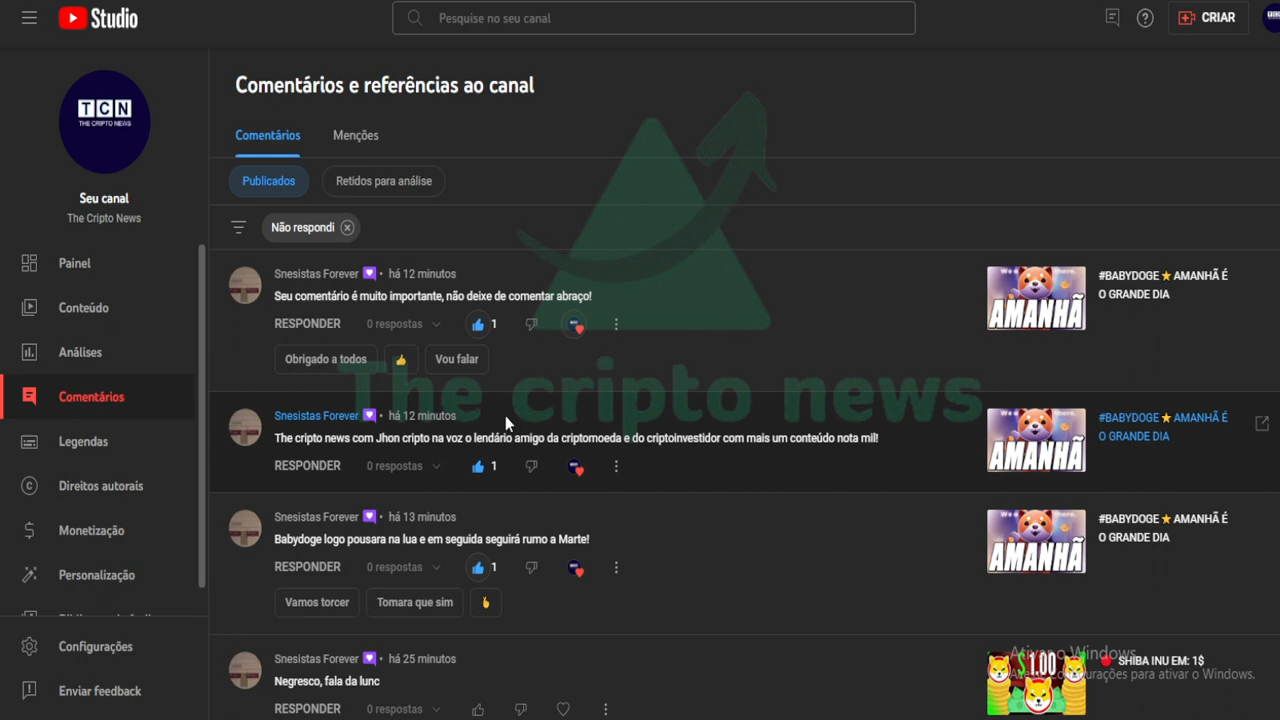 Studio
Pesquise no seu canal
CRIAR
TCN
THE CRIPTO NEWS
Seu canal
The Cripto News
Painel
Conteúdo
Análises
Comentários
Legendas
Direitos autorais
Monetização
Personalização
Configurações
Enviar feedback
Comentários e referências ao canal
Comentários
Menções
Publicados
Retidos para análise
Não respondi
Snesistas Forever • há 12 minutos
Seu comentário é muito importante, não deixe de comentar abraço!
RESPONDER 0 respostas 1
Obrigado a todos 👍 Vou falar
#BABYDOGE⭐AMANHÃ É
O GRANDE DIA
AMANHÃ
The cripto news
Snesistas Forever • há 12 minutos
The cripto news com Jhon cripto na voz o lendário amigo da criptomoeda e do criptoinvestidor com mais um conteúdo nota mil!
RESPONDER 0 respostas 1
#BABYDOGE⭐AMANHÃ É
O GRANDE DIA
AMANHÃ
Snesistas Forever • há 13 minutos
Babydoge logo pousara na lua e em seguida seguirá rumo a Marte!
RESPONDER 0 respostas 1
Vamos torcer Tomara que sim
#BABYDOGE⭐AMANHÃ É
O GRANDE DIA
AMANHÃ
Snesistas Forever • há 25 minutos
Negresco, fala da lunc
RESPONDER 0 respostas
SHIBA INU EM: 1$
$1.00
Ativar o Windows
configurações para ativar o Windows.